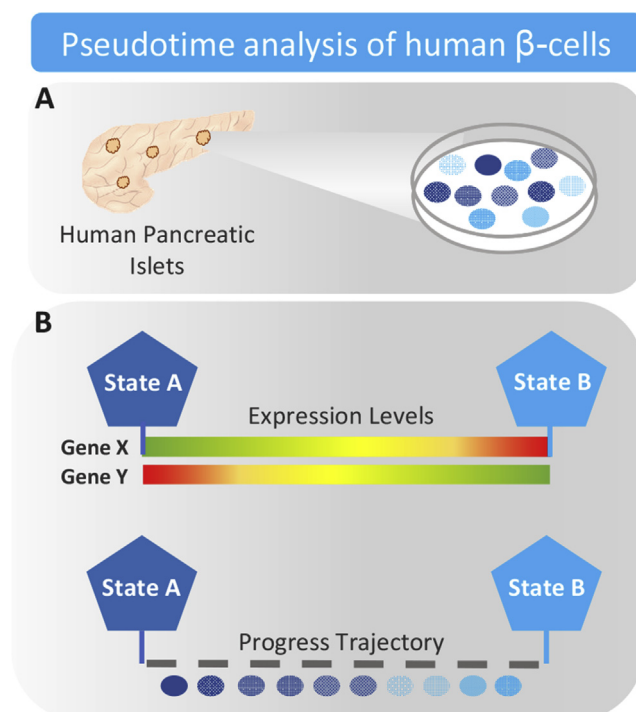 Pseudotime analysis of human β-cells
A
Human Pancreatic
Islets
B
State A
State B
Expression Levels
Gene X
Gene Y
State A
State B
Progress Trajectory